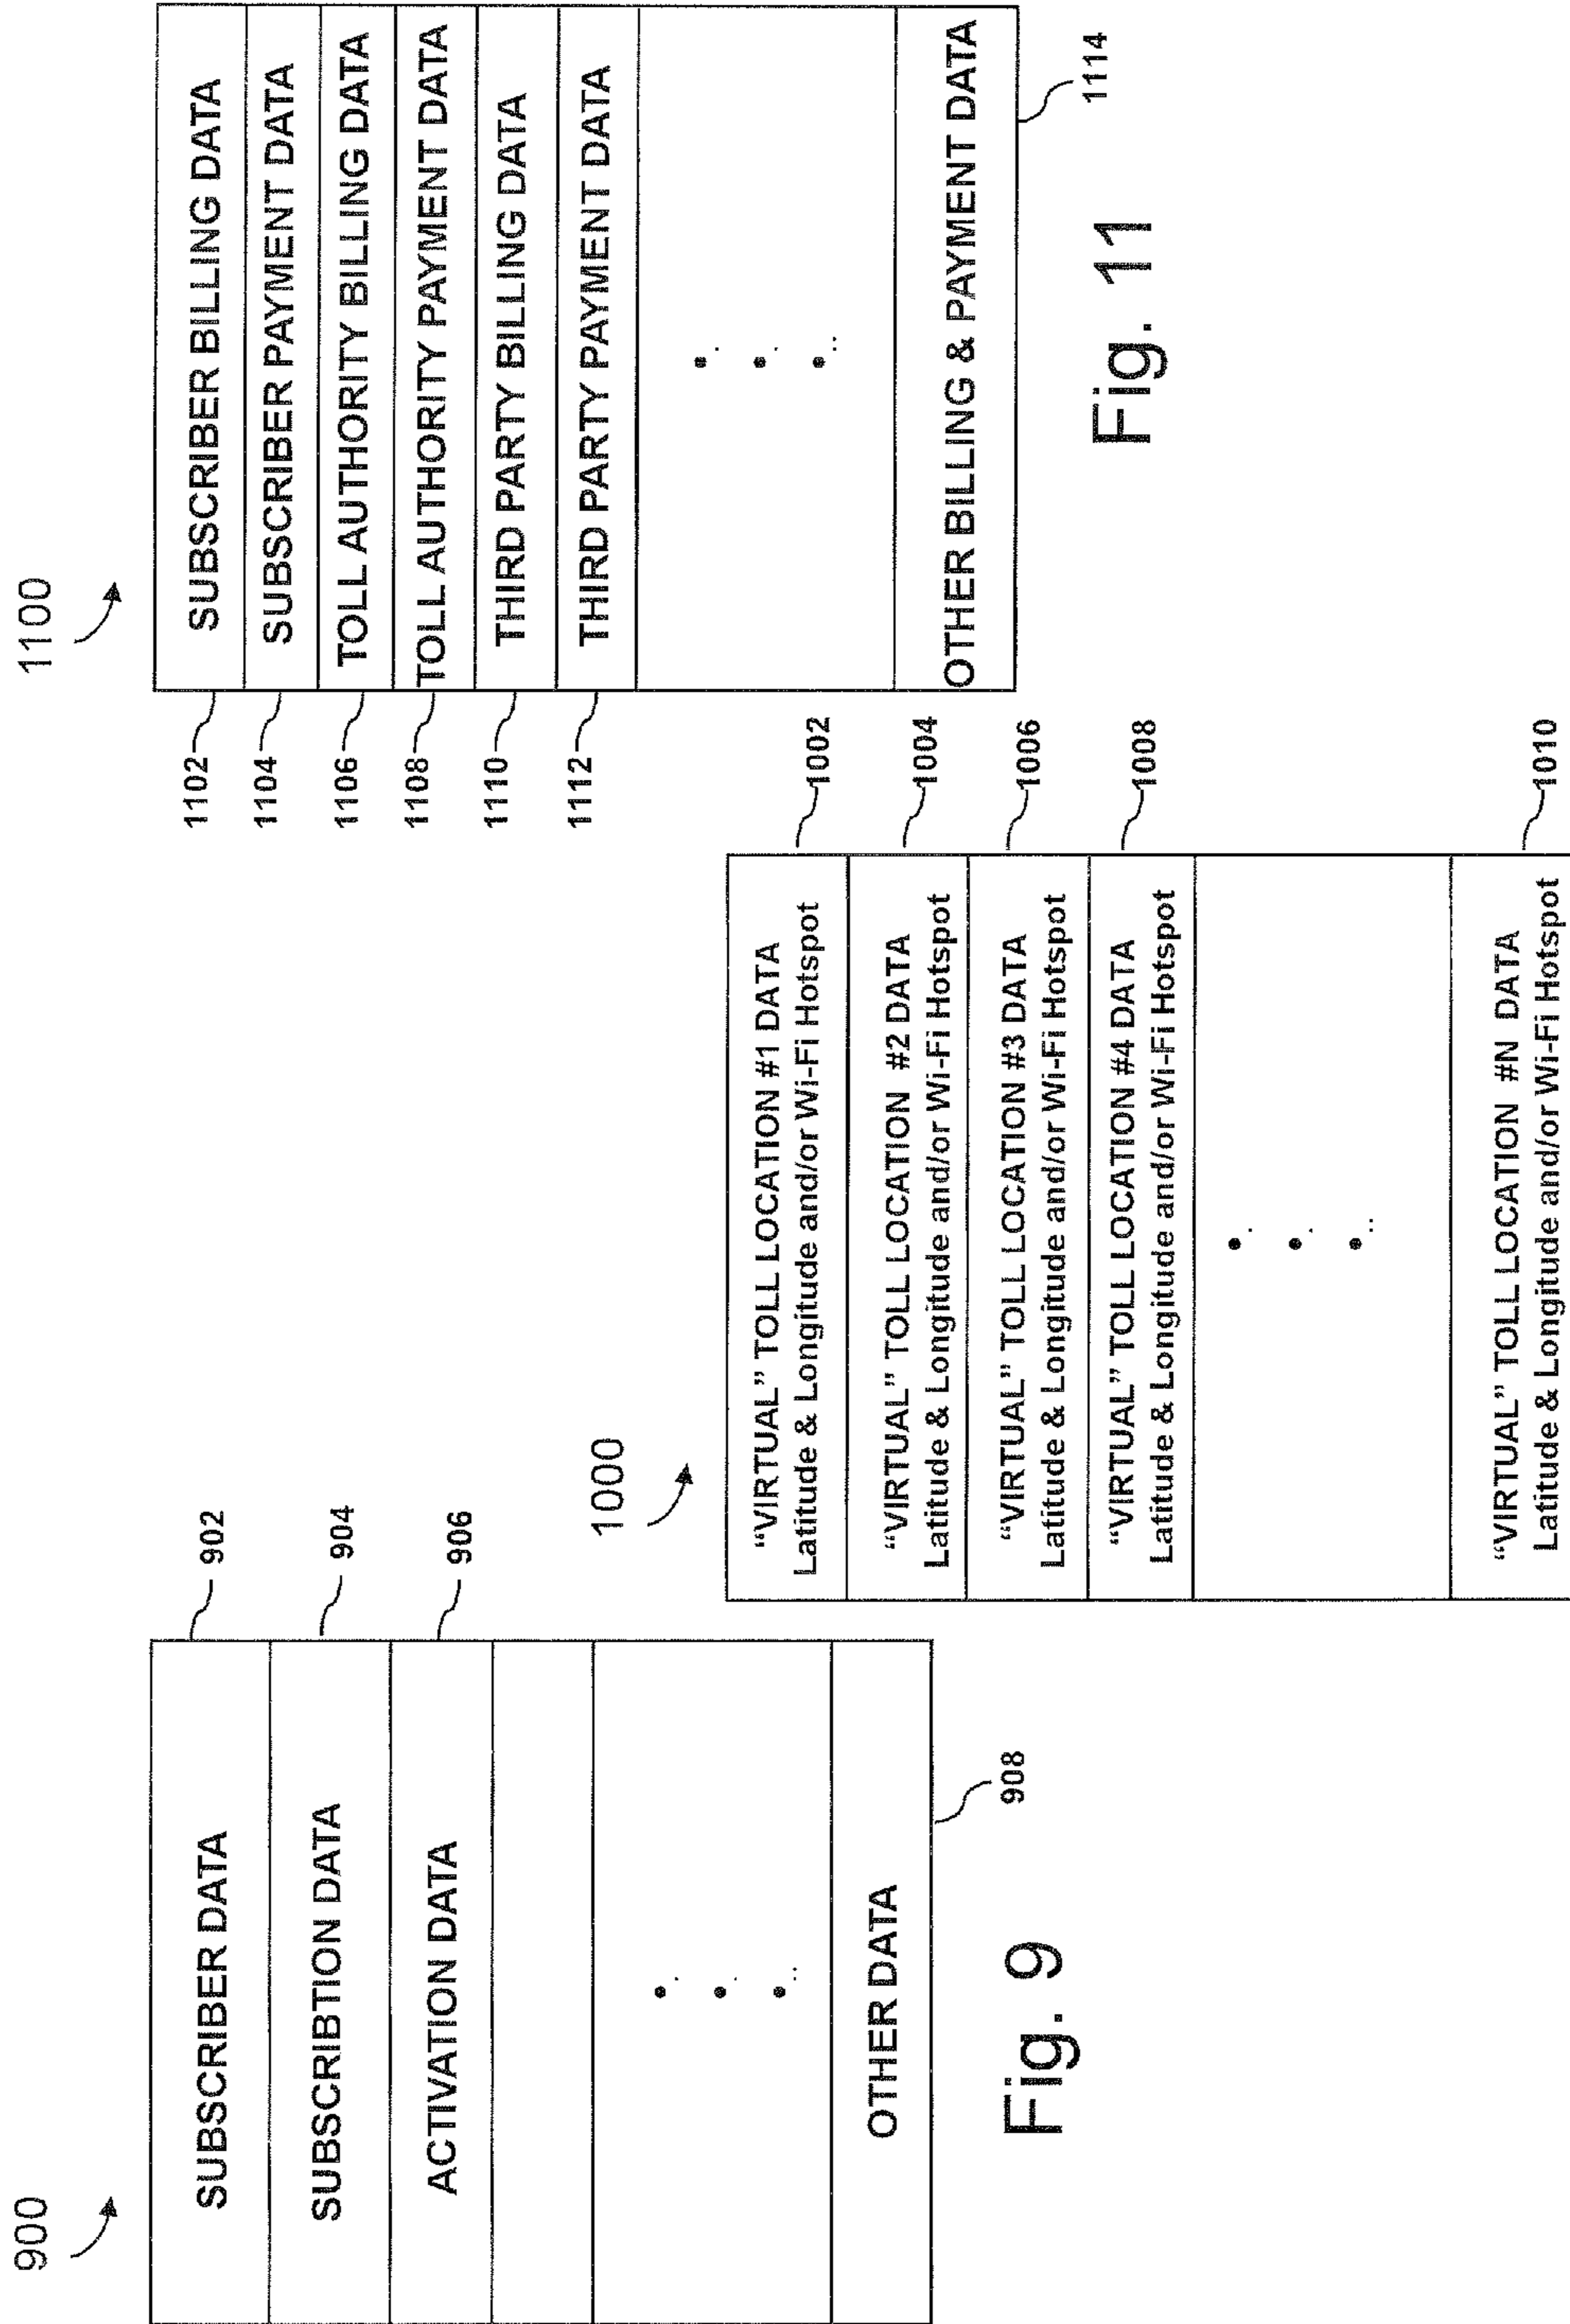 900
SUBSCRIBER DATA
902
SUBSCRIBTION DATA
904
ACTIVATION DATA
906
OTHER DATA
908
Fig. 9
1000
“VIRTUAL” TOLL LOCATION #1 DATA
Latitude & Longitude and/or Wi-Fi Hotspot
1002
“VIRTUAL” TOLL LOCATION #2 DATA
Latitude & Longitude and/or Wi-Fi Hotspot
1004
“VIRTUAL” TOLL LOCATION #3 DATA
Latitude & Longitude and/or Wi-Fi Hotspot
1006
“VIRTUAL” TOLL LOCATION #4 DATA
Latitude & Longitude and/or Wi-Fi Hotspot
1008
“VIRTUAL” TOLL LOCATION #N DATA
Latitude & Longitude and/or Wi-Fi Hotspot
1010
1100
1102
SUBSCRIBER BILLING DATA
1104
SUBSCRIBER PAYMENT DATA
1106
TOLL AUTHORITY BILLING DATA
1108
TOLL AUTHORITY PAYMENT DATA
1110
THIRD PARTY BILLING DATA
1112
THIRD PARTY PAYMENT DATA
OTHER BILLING & PAYMENT DATA
1114
Fig. 11